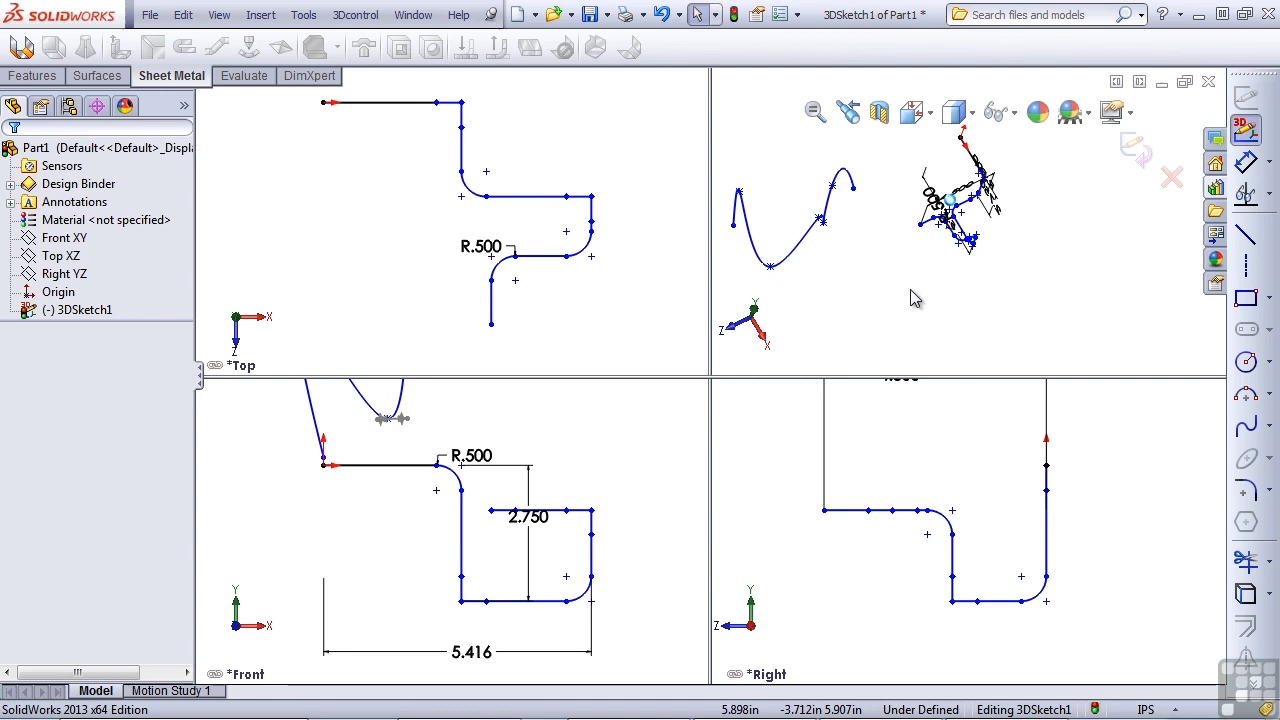 SOLIDWORKS File Edit View Insert Tools 3Dcontrol Window Help 3DSketch1 of Part1 * Search files and models
Features Surfaces Sheet Metal Evaluate DimXpert
Part1 (Default<<Default>_Displa
Sensors
Design Binder
Annotations
Material <not specified>
Front XY
Top XZ
Right YZ
Origin
(-) 3DSketch1
R.500
X
Z
*Top
Y
Z
X
3D
R.500
2.750
5.416
Y
X
*Front
Y
Z
*Right
Model Motion Study 1
SolidWorks 2013 x64 Edition 5.898in -3.712in 5.907in Under Defined Editing 3DSketch1 IPS